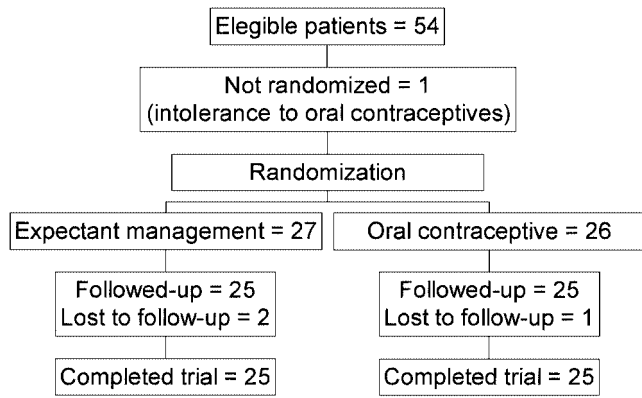 Elegible patients = 54
Not randomized = 1
(intolerance to oral contraceptives)
Randomization
Expectant management = 27
Oral contraceptive = 26
Followed-up = 25
Lost to follow-up = 2
Followed-up = 25
Lost to follow-up = 1
Completed trial = 25
Completed trial = 25